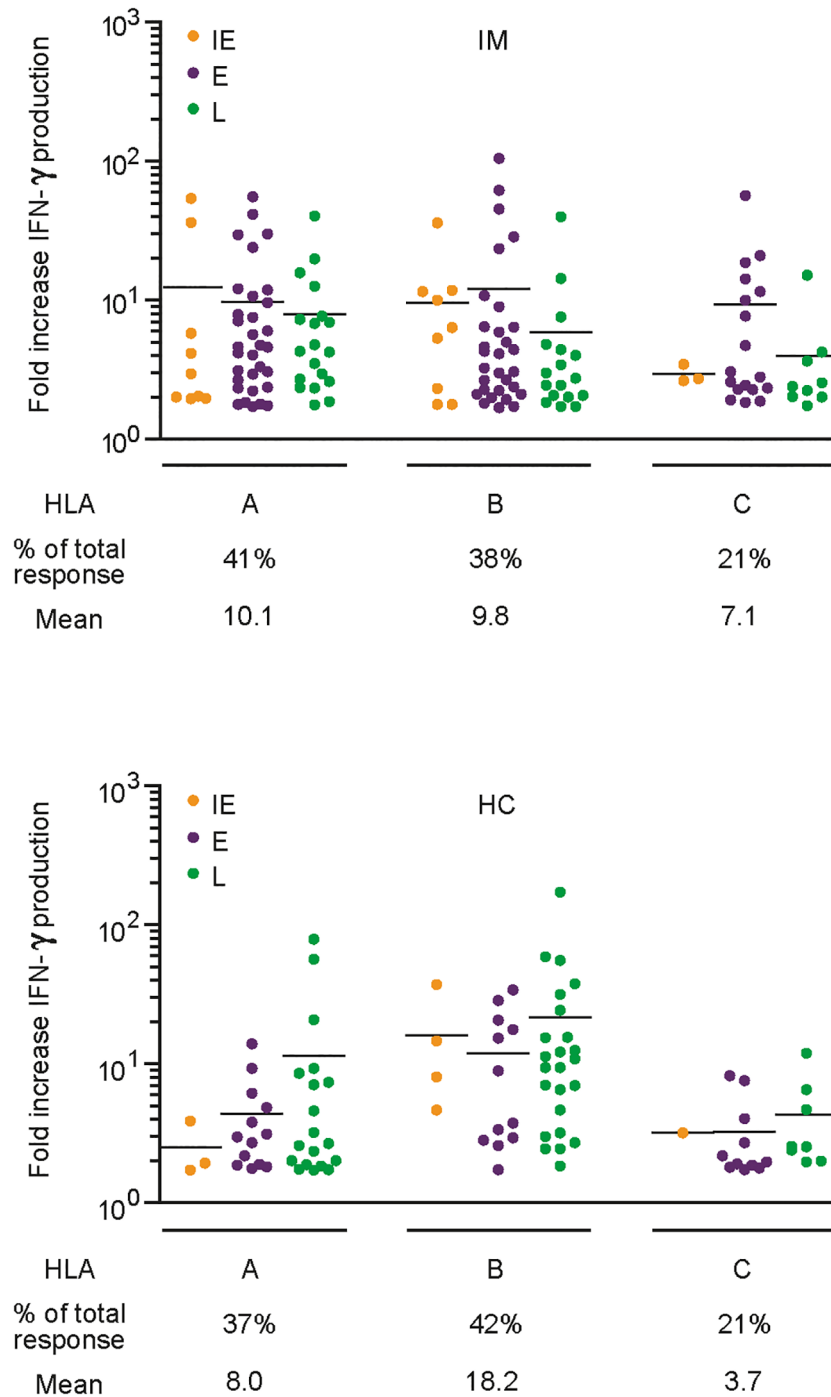 10³
IE
IM
E
L
10²
10¹
10⁰
Fold increase IFN-γ production
HLA A B C
% of total
response 41% 38% 21%
Mean 10.1 9.8 7.1
10³
IE
HC
E
L
10²
10¹
10⁰
Fold increase IFN-γ production
HLA A B C
% of total
response 37% 42% 21%
Mean 8.0 18.2 3.7